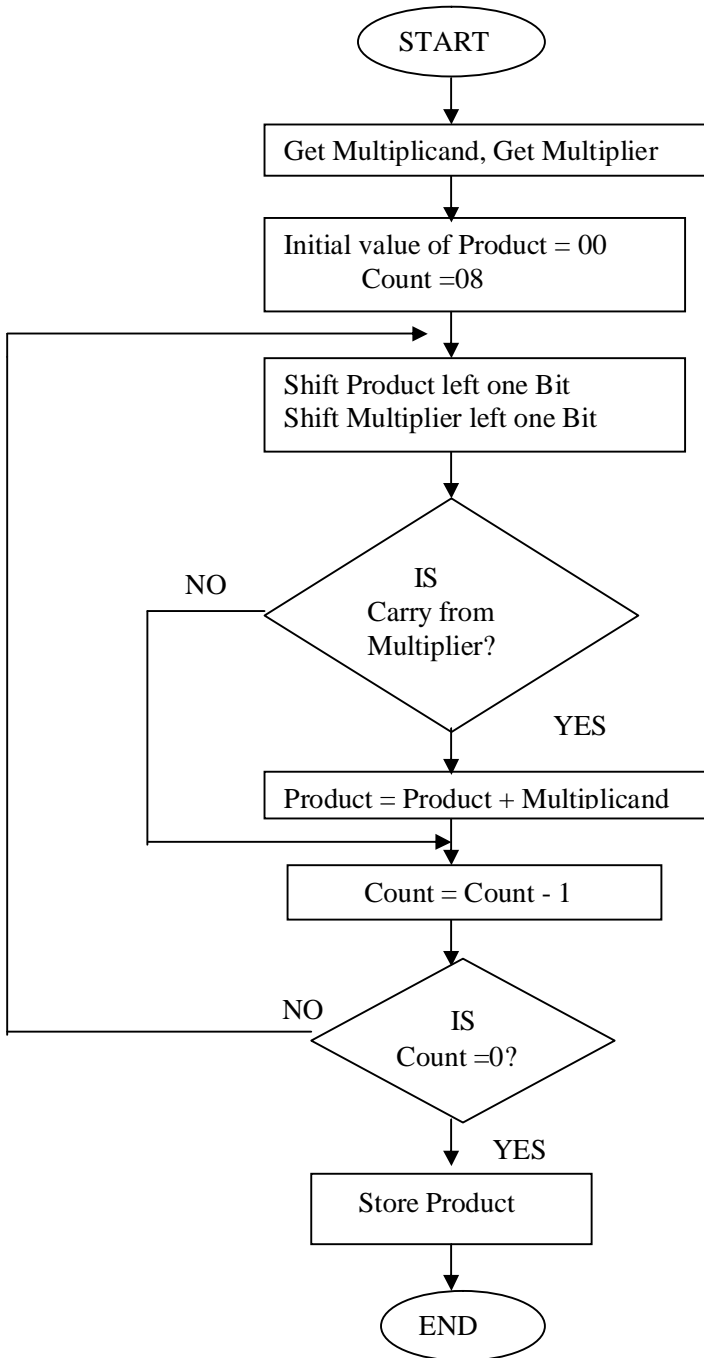 START
Get Multiplicand, Get Multiplier
Initial value of Product = 00
Count =08
Shift Product left one Bit
Shift Multiplier left one Bit
NO
IS
Carry from
Multiplier?
YES
Product = Product + Multiplicand
Count = Count - 1
NO
IS
Count =0?
YES
Store Product
END